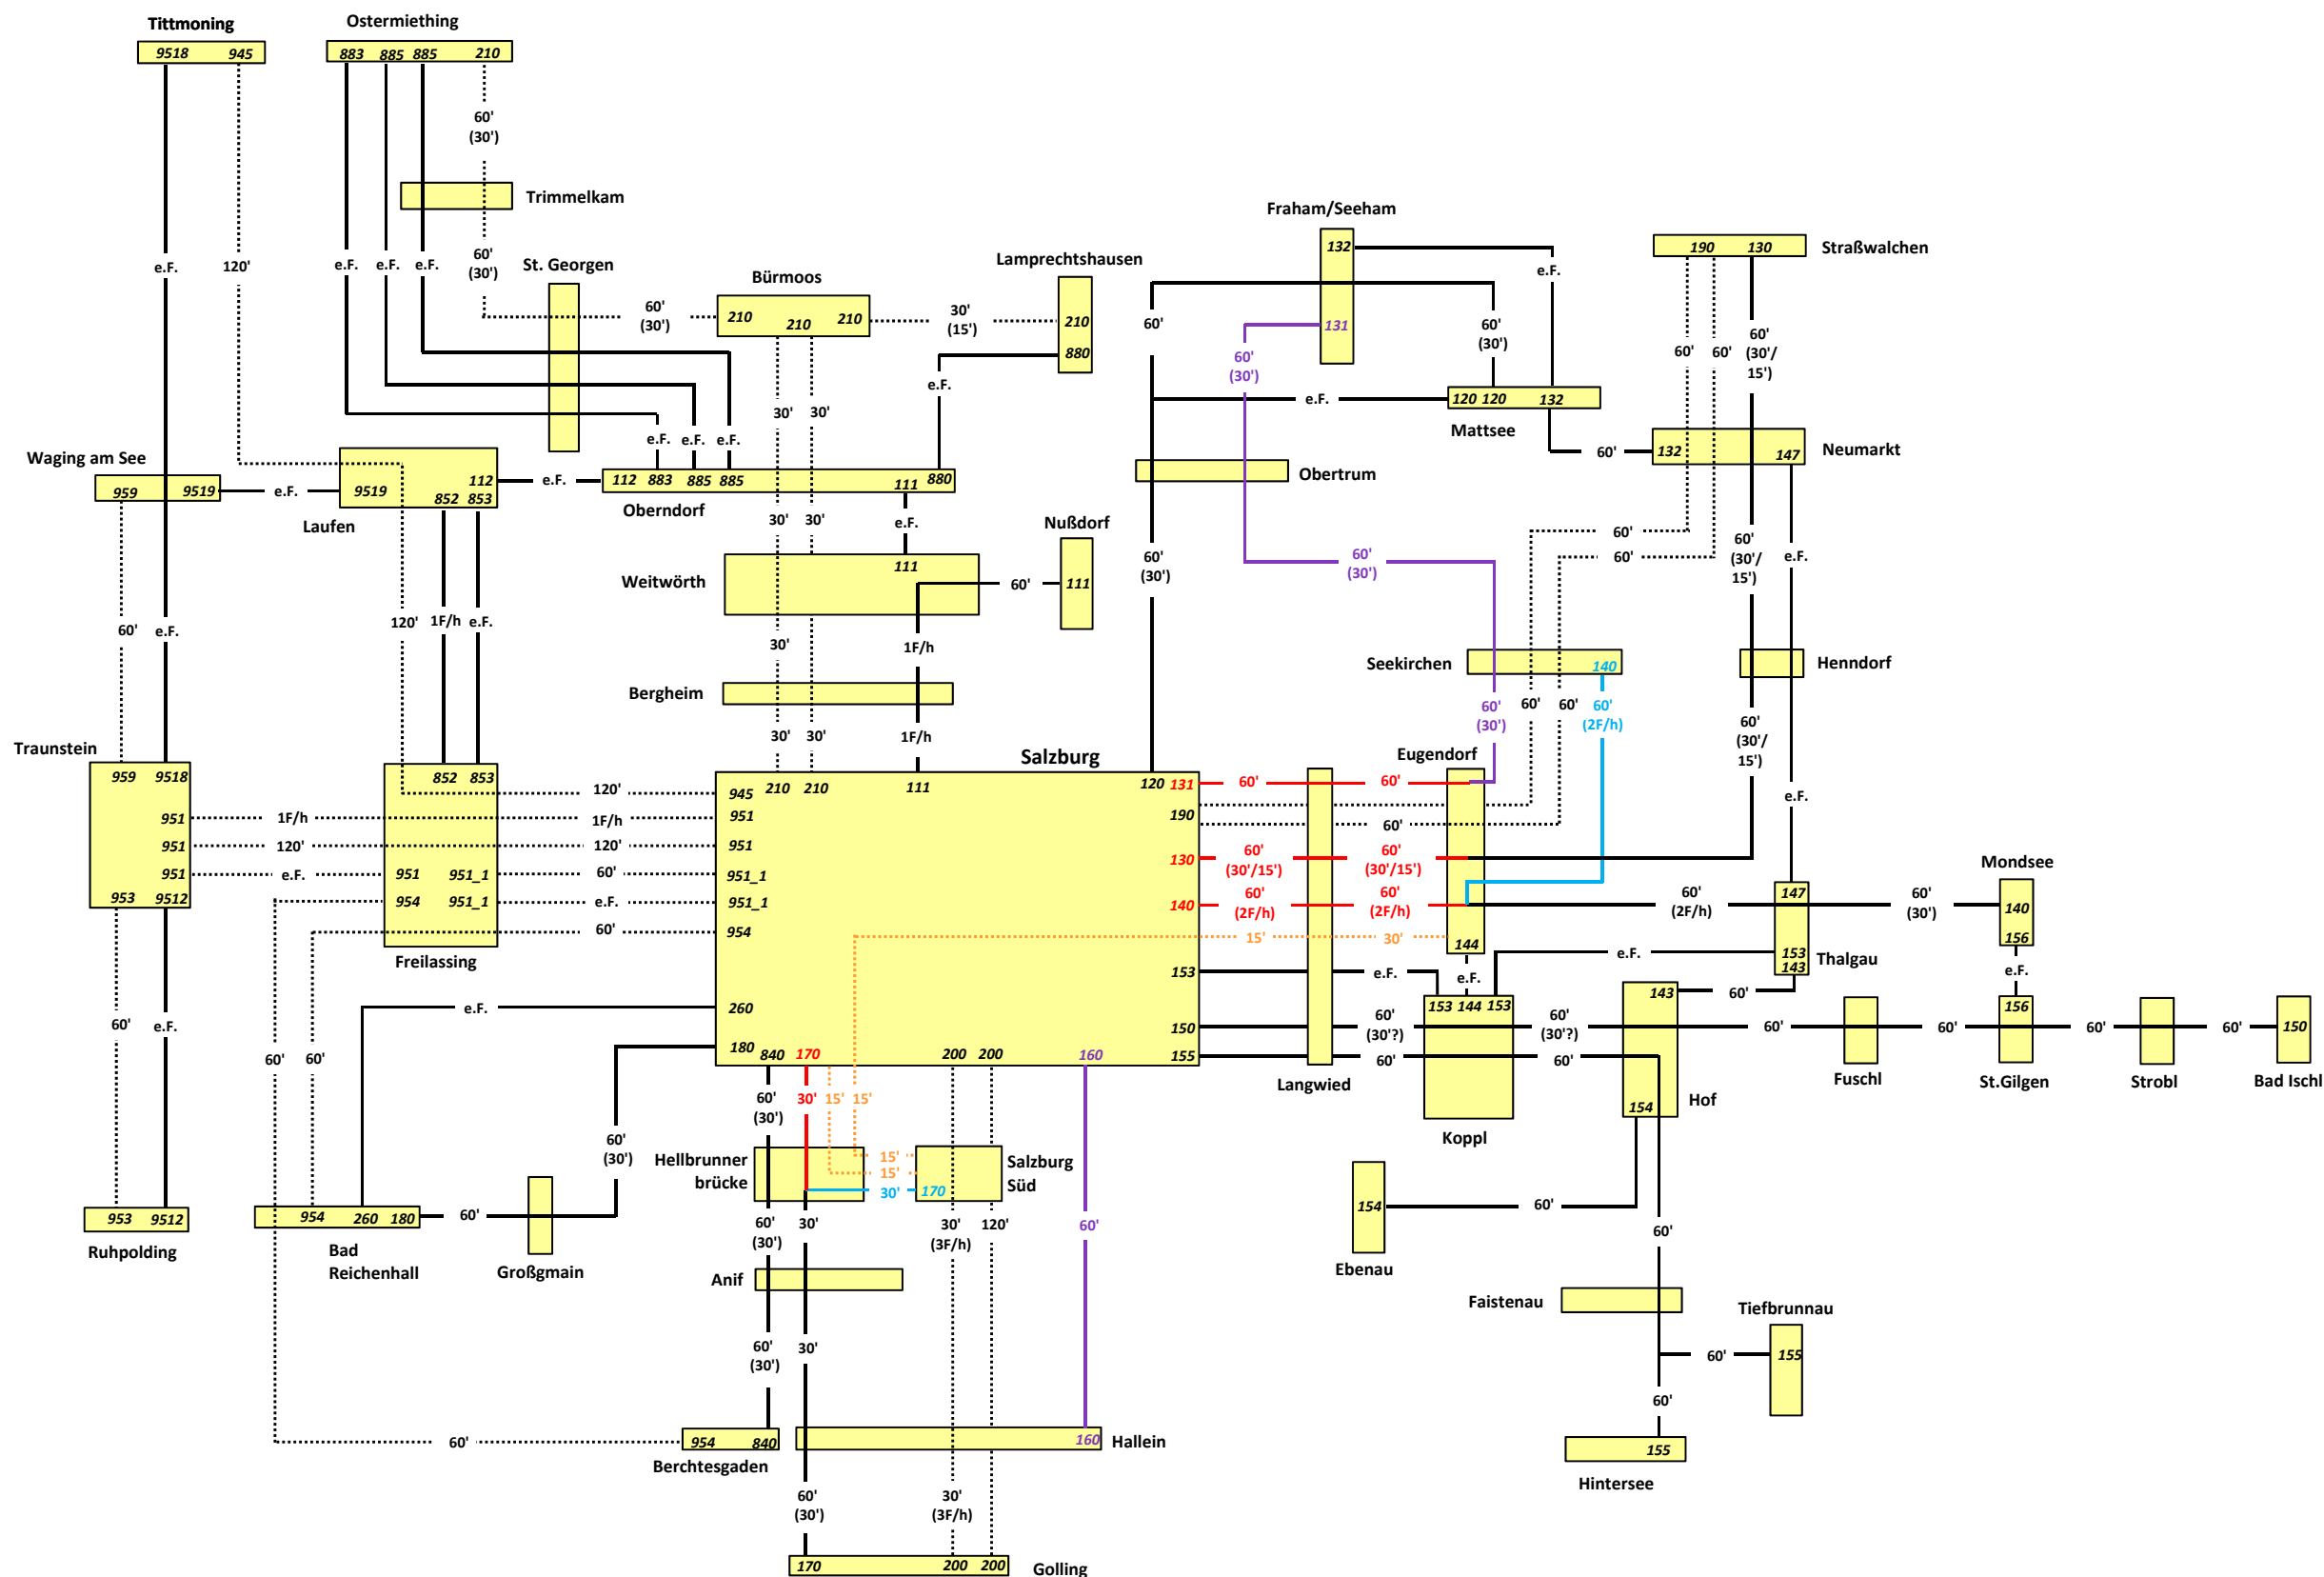 Tittmoning
Ostermiething
9518 945
883 885 885 210
60'
(30')
Trimmelkam
Fraham/Seeham
132
190 130
Straßwalchen
e.F. 120' e.F. e.F. e.F.
60'
(30')
St. Georgen
Bürmoos
Lamprechtshausen
e.F.
210 210 210
60'
(30')
30'
(15')
210
880
60'
131
60'
(30')
60'
(30')
60' 60'
60'
(30'/
15')
e.F.
30' 30'
e.F.
120 120 132
Mattsee
e.F. e.F. e.F.
132 147
Neumarkt
60'
Waging am See
959 9519
e.F.
9519 112
852 853
Laufen
e.F.
112 883 885 885 111 880
Oberndorf
Obertrum
30' 30'
e.F.
Nußdorf
60'
60'
60'
(30'/
15')
e.F.
60'
(30')
60'
(30')
Weitwörth
111
60'
111
60' e.F.
120' 1F/h e.F.
30'
1F/h
Seekirchen
140
Henndorf
Bergheim
60'
(30')
60' 60'
60'
(2F/h)
60'
(30'/
15')
30' 30' 1F/h
Traunstein
Salzburg
Eugendorf
959 9518
852 853
945 210 210 111 120 131
60' 60'
120'
e.F.
951
1F/h 1F/h
951
190
60'
951
120' 120'
951
130
60'
(30'/15')
60'
(30'/15')
951
e.F.
951 951_1
60'
951_1
Mondsee
953 9512
954 951_1
e.F.
951_1
140
60'
(2F/h)
60'
(2F/h)
60'
(2F/h)
147
60'
(30')
140
60'
954
15' 30'
144
156
Freilassing
153
e.F. e.F.
e.F.
153
143
Thalgau
e.F.
e.F.
260
153 144 153
60'
143
156
60' e.F.
150
60'
(30'?)
60'
(30'?)
60' 60' 60' 60'
150
60' 60'
180 840 170 200 200 160 155
60' 60'
Langwied
Fuschl
St.Gilgen
Strobl
Bad Ischl
60'
(30')
30' 15' 15'
154
Hof
Koppl
60'
(30')
Hellbrunner
brücke
15'
15'
30'
170
Salzburg
Süd
954 260 180
60'
154
60'
60'
953 9512
60'
(30')
30'
30'
(3F/h)
120'
60'
Ruhpolding
Bad
Reichenhall
Großgmain
Anif
Ebenau
Faistenau
Tiefbrunnau
60'
(30')
30'
60'
155
60'
60'
954 840
160
Hallein
155
Berchtesgaden
Hintersee
60'
(30')
30'
(3F/h)
170 200 200
Golling